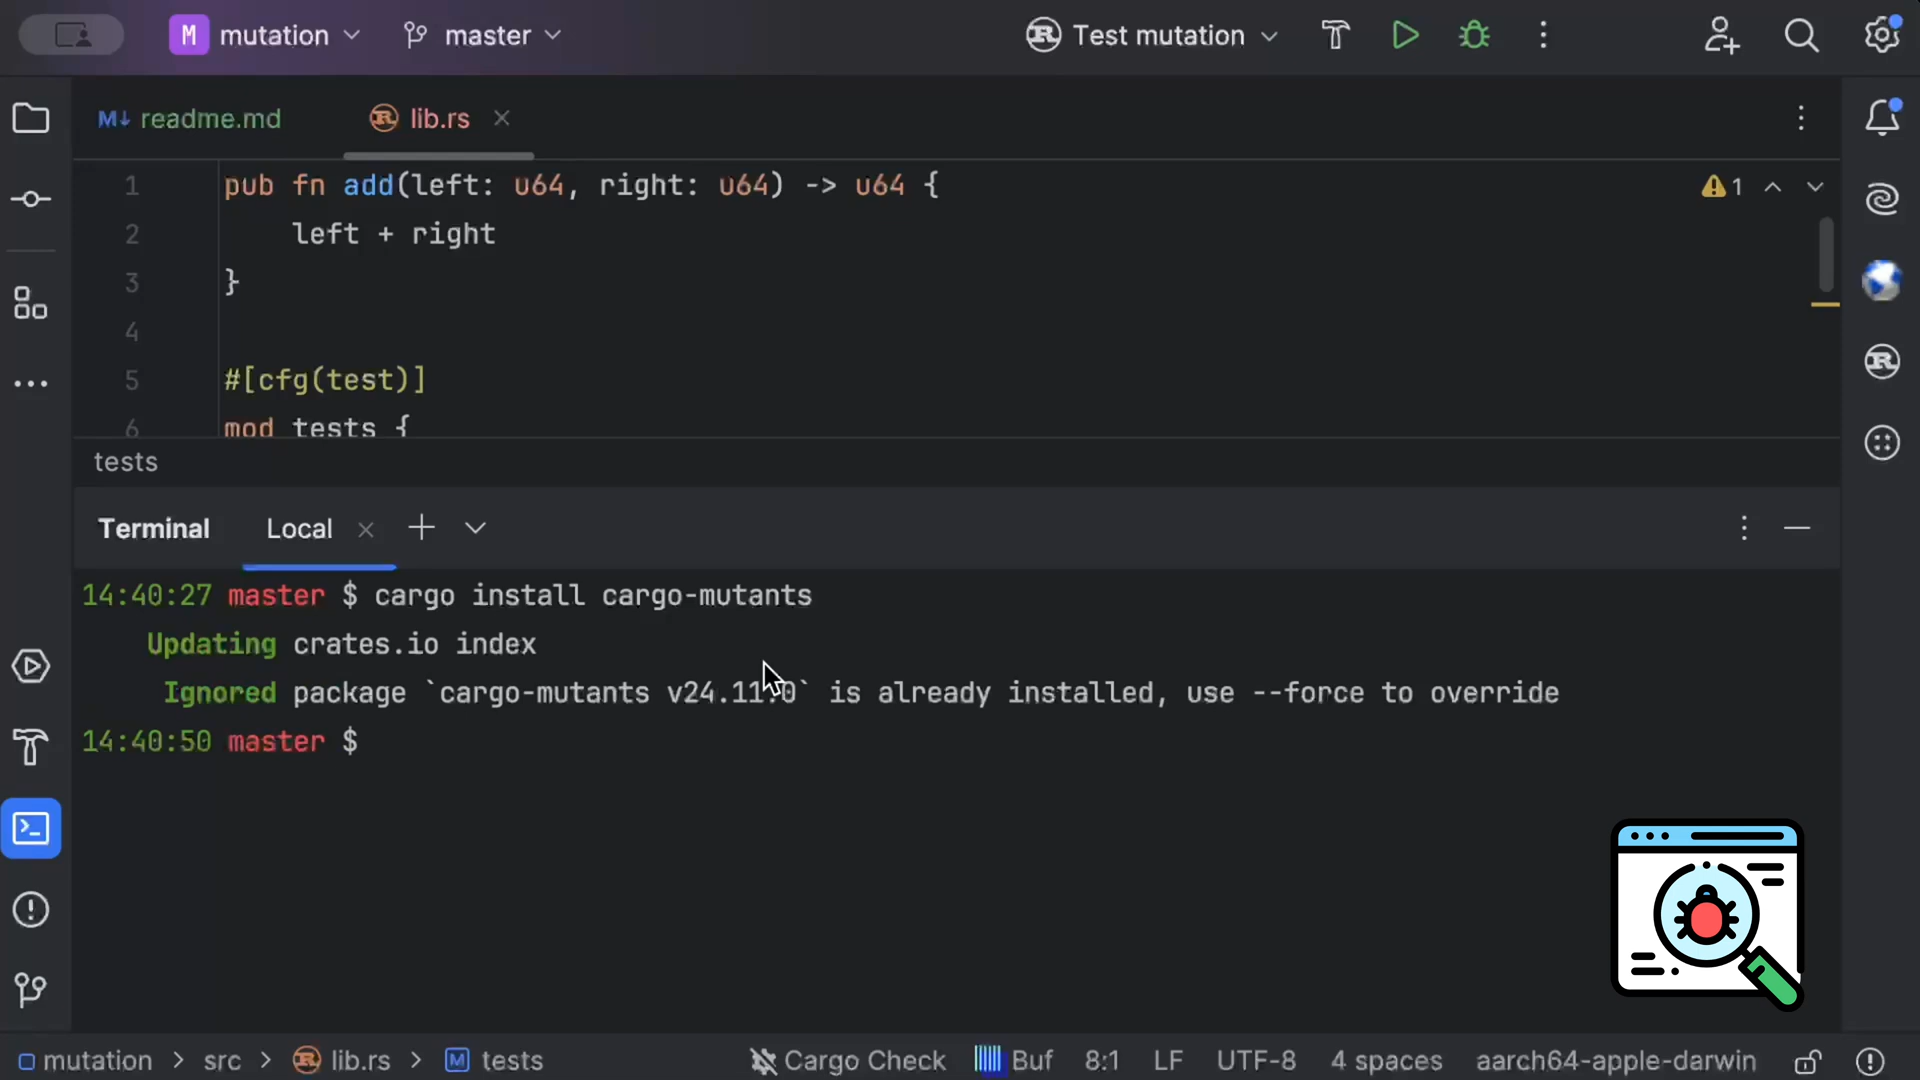 M mutation master Test mutation
readme.md lib.rs
1 pub fn add(left: u64, right: u64) -> u64 { 1
2 left + right
3 }
4
5 #[cfg(test)]
6 mod tests {
tests
Terminal Local
14:40:27 master $ cargo install cargo-mutants
Updating crates.io index
Ignored package `cargo-mutants v24.11.0` is already installed, use --force to override
14:40:50 master $
mutation > src > lib.rs > M tests Cargo Check Buf 8:1 LF UTF-8 4 spaces aarch64-apple-darwin